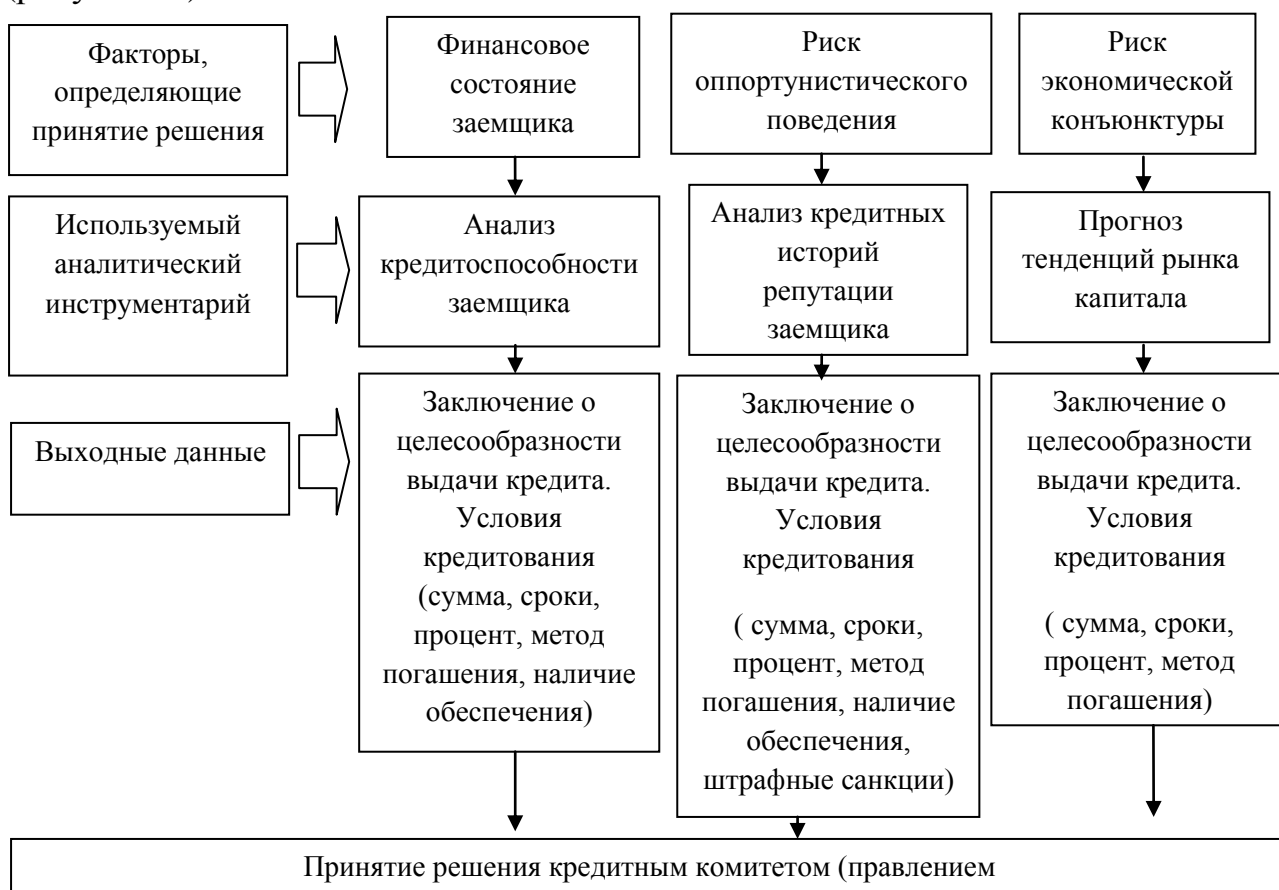 Факторы,
определяющие
принятие решения
Финансовое
состояние
заемщика
Риск
оппортунистического
поведения
Риск
экономической
конъюнктуры
Используемый
аналитический
инструментарий
Анализ
кредитоспособности
заемщика
Анализ кредитных
историй
репутации
заемщика
Прогноз
тенденций рынка
капитала
Выходные данные
Заключение о
целесообразности
выдачи кредита.
Условия
кредитования
(сумма, сроки,
процент, метод
погашения, наличие
обеспечения)
Заключение о
целесообразности
выдачи кредита.
Условия
кредитования
( сумма, сроки,
процент, метод
погашения, наличие
обеспечения,
штрафные санкции)
Заключение о
целесообразности
выдачи кредита.
Условия
кредитования
( сумма, сроки,
процент, метод
погашения)
Принятие решения кредитным комитетом (правлением